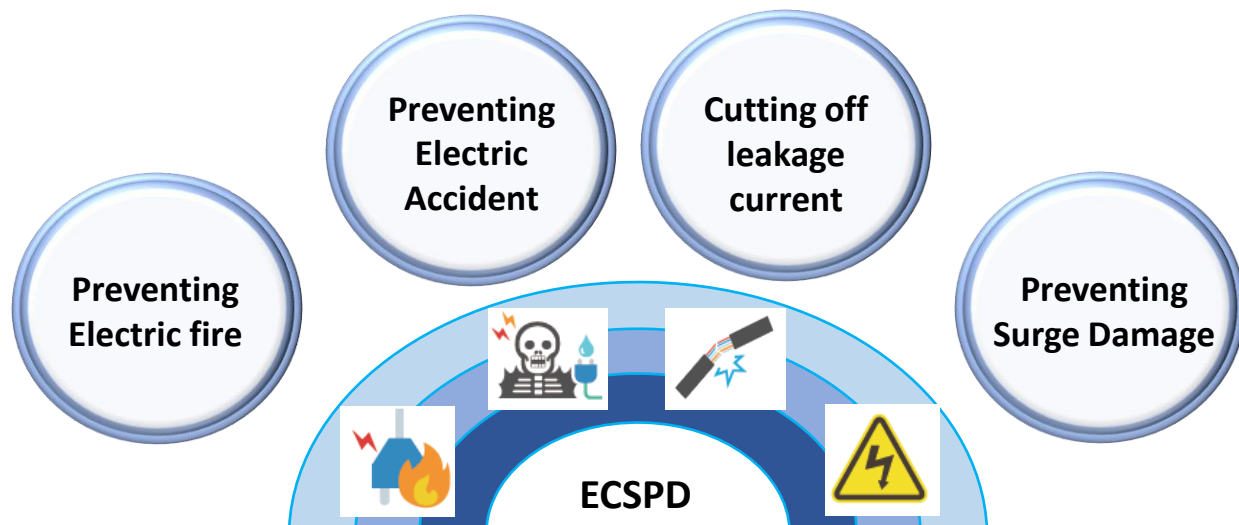 Preventing
Electric fire
Preventing
Electric
Accident
Cutting off
leakage
current
Preventing
Surge Damage
ECSPD